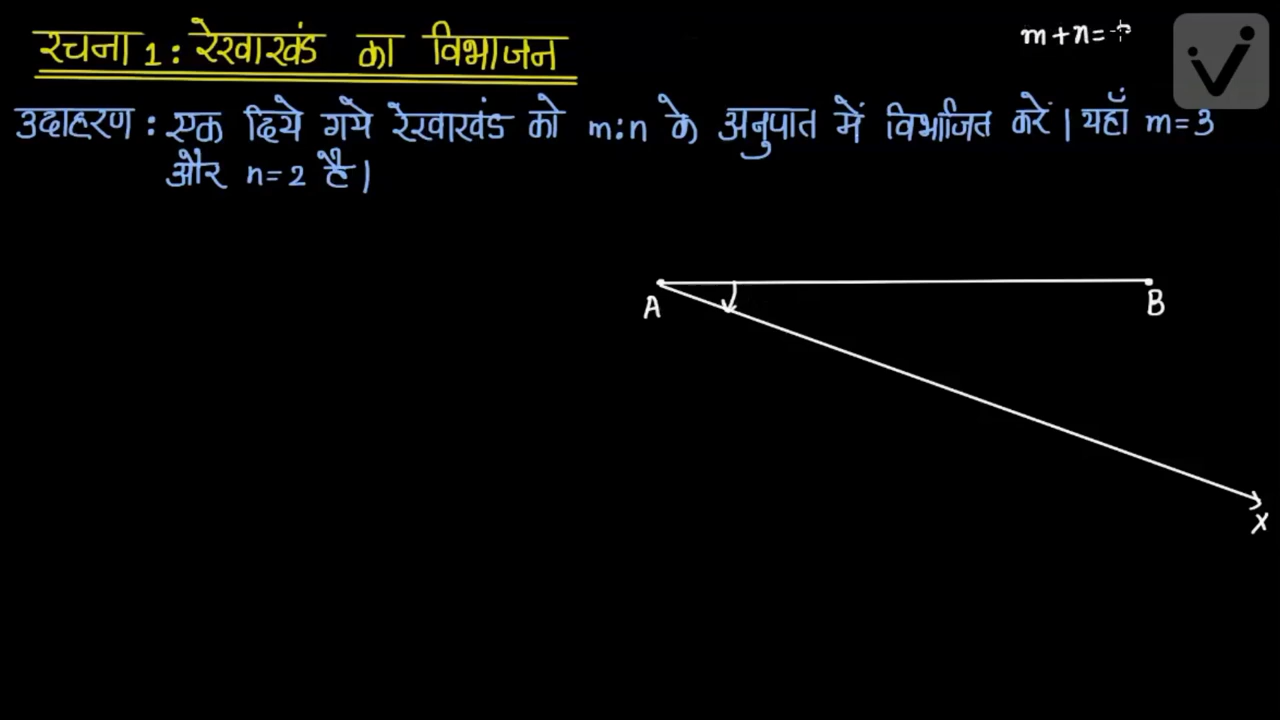 रचना 1 : रेखाखंड का विभाजन
m+n=
उदाहरण : एक दिये गये रेखाखंड को m:n के अनुपात में विभाजित करें | यहाँ m=3
और n=2 है |
A
B
X